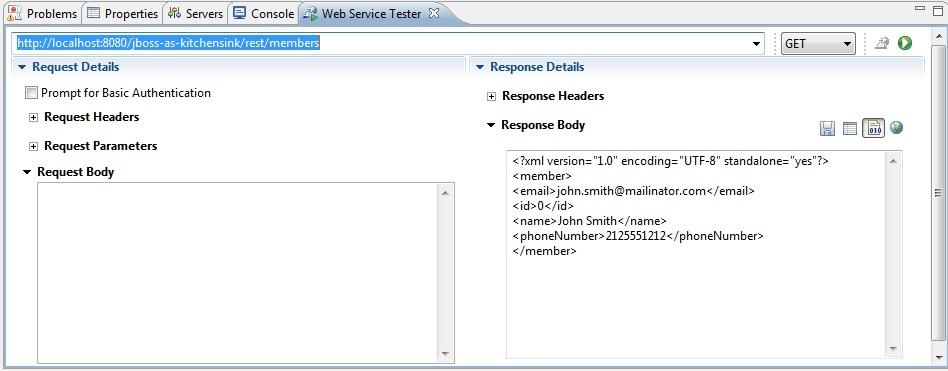 Problems Properties Servers Console Web Service Tester
http://localhost:8080/jboss-as-kitchensink/rest/members GET
Request Details
Prompt for Basic Authentication
Request Headers
Request Parameters
Request Body
Response Details
Response Headers
Response Body
010
<?xml version="1.0" encoding="UTF-8" standalone="yes"?>
<member>
<email>john.smith@mailinator.com</email>
<id>0</id>
<name>John Smith</name>
<phoneNumber>2125551212</phoneNumber>
</member>